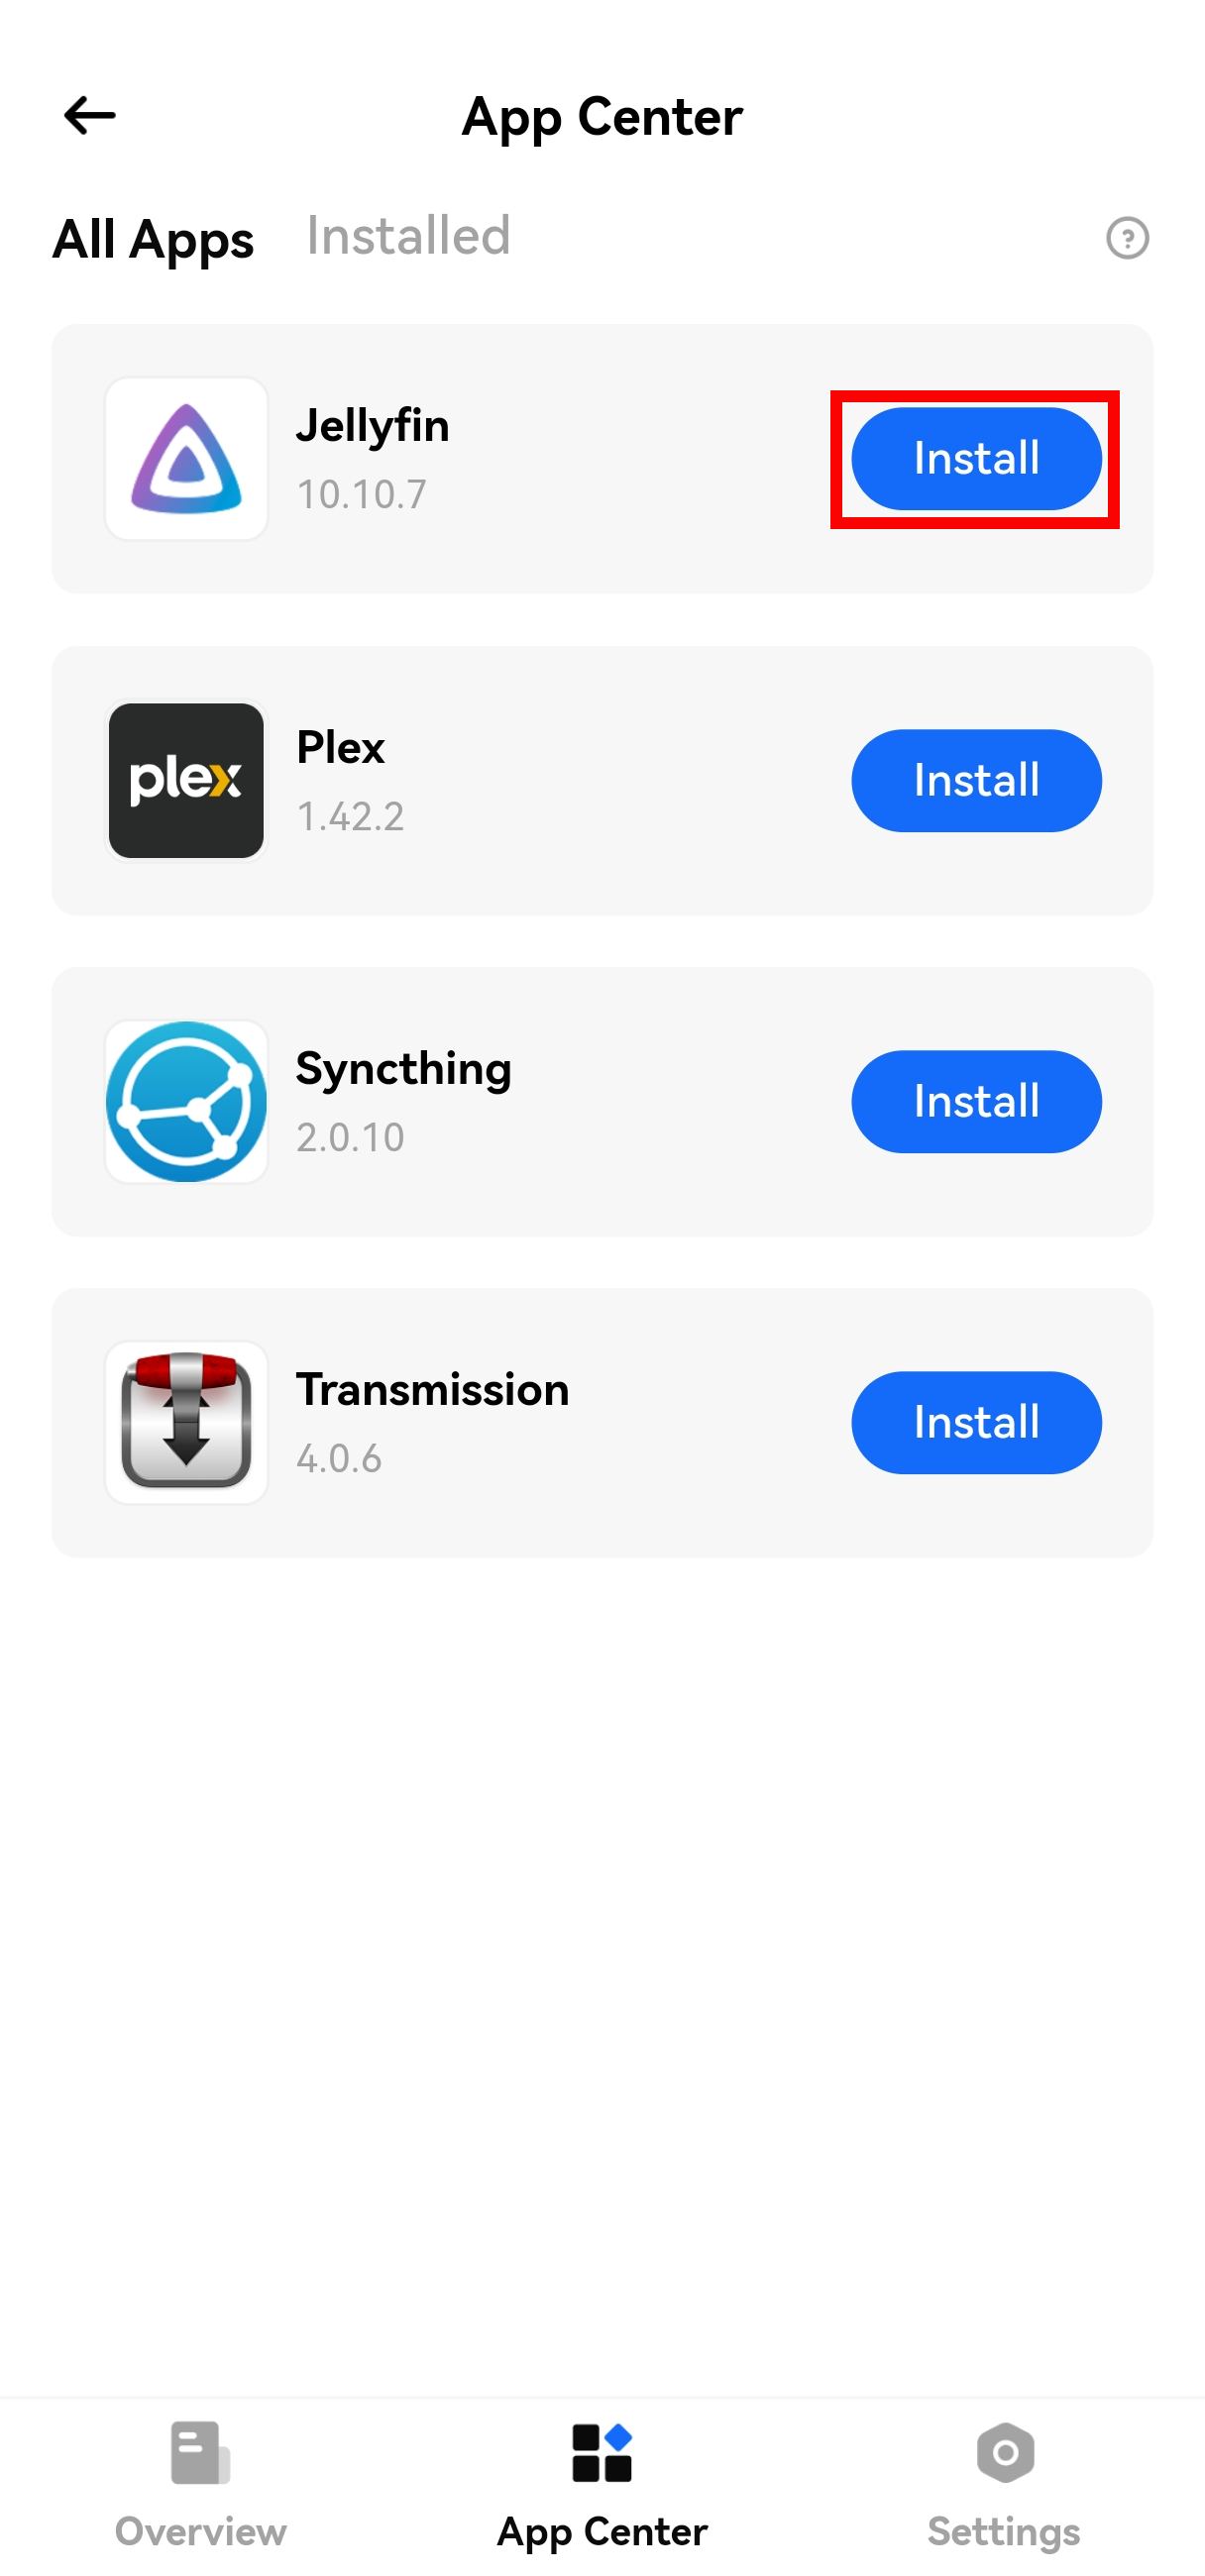 App Center
All Apps
Installed
?
Jellyfin
10.10.7
Install
plex
Plex
1.42.2
Install
Syncthing
2.0.10
Install
Transmission
4.0.6
Install
Overview
App Center
Settings